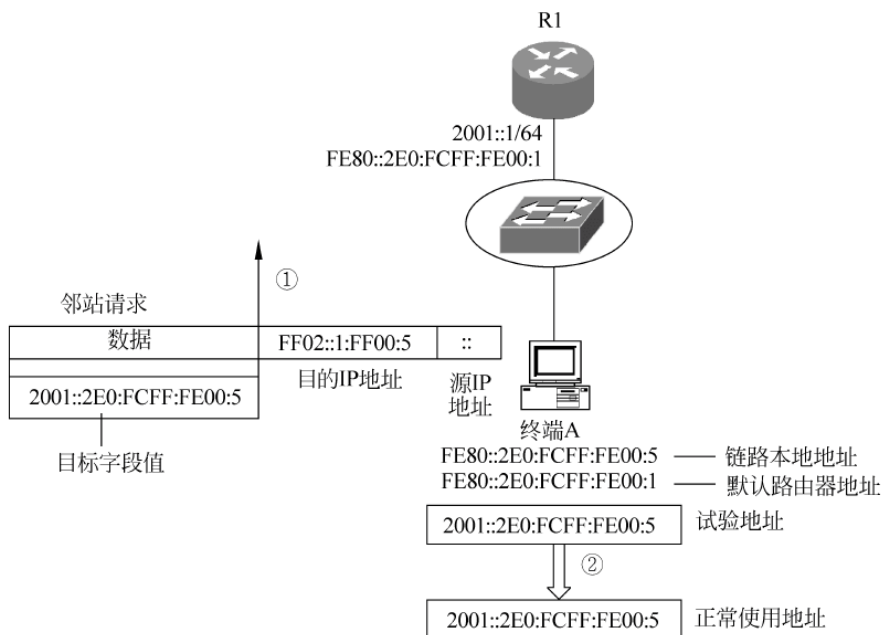 R1
2001::1/64
FE80::2E0:FCFF:FE00:1
①
邻站请求
数据
FF02::1:FF00:5
::
目的IP地址
源IP
地址
2001::2E0:FCFF:FE00:5
目标字段值
终端A
FE80::2E0:FCFF:FE00:5
链路本地地址
FE80::2E0:FCFF:FE00:1
默认路由器地址
2001::2E0:FCFF:FE00:5
试验地址
②
2001::2E0:FCFF:FE00:5
正常使用地址